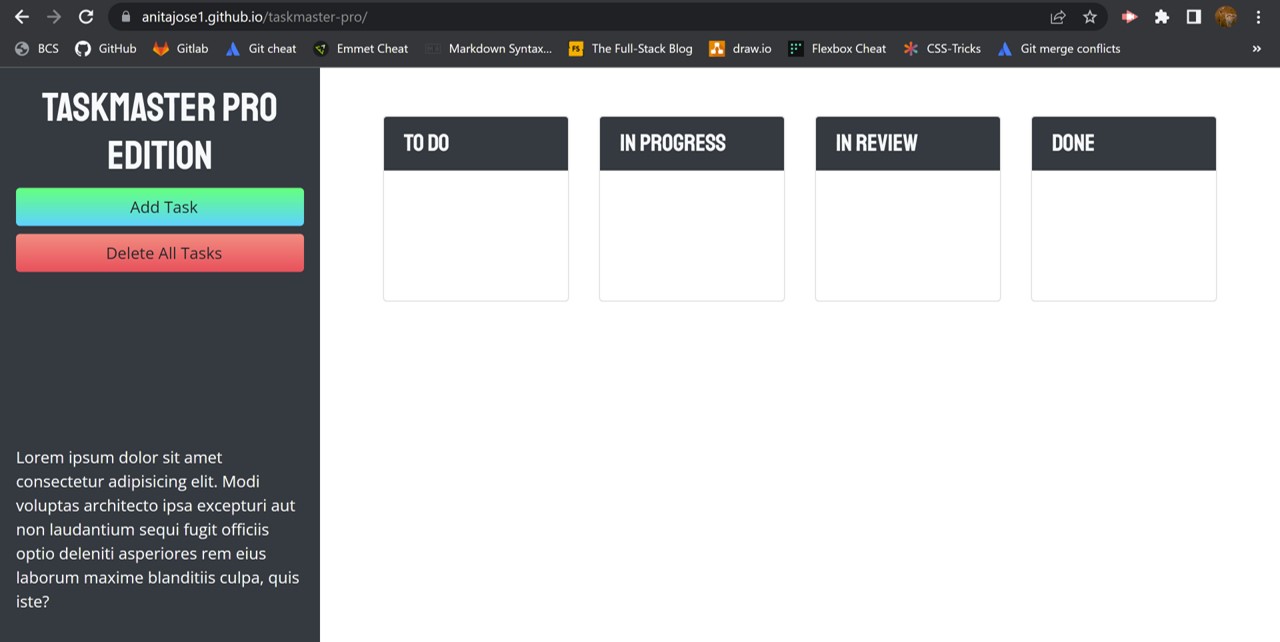 anitajose1.github.io/taskmaster-pro/
BCS GitHub Gitlab Git cheat Emmet Cheat Markdown Syntax... FS The Full-Stack Blog draw.io Flexbox Cheat CSS-Tricks Git merge conflicts »
TASKMASTER PRO
EDITION
Add Task
Delete All Tasks
Lorem ipsum dolor sit amet
consectetur adipisicing elit. Modi
voluptas architecto ipsa excepturi aut
non laudantium sequi fugit officiis
optio deleniti asperiores rem eius
laborum maxime blanditiis culpa, quis
iste?
TO DO
IN PROGRESS
IN REVIEW
DONE